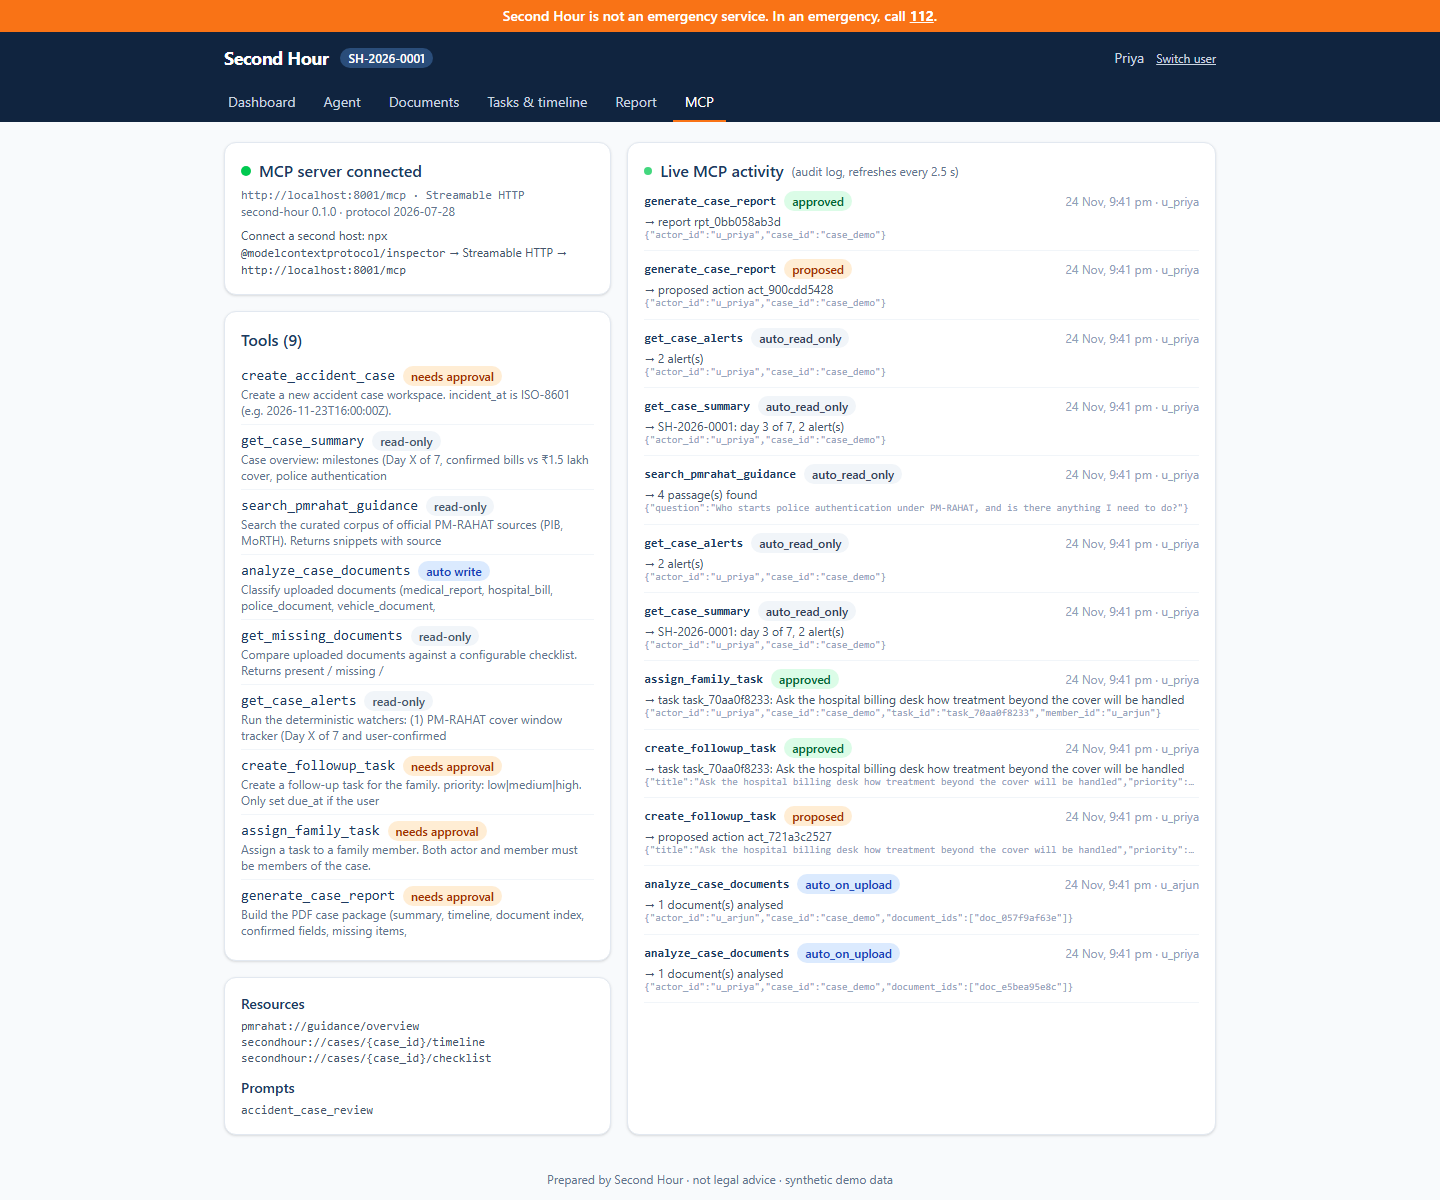 Second Hour is not an emergency service. In an emergency, call 112.
Second Hour SH-2026-0001
Priya Switch user
Dashboard Agent Documents Tasks & timeline Report MCP
MCP server connected
http://localhost:8001/mcp · Streamable HTTP
second-hour 0.1.0 · protocol 2026-07-28
Connect a second host: npx
@modelcontextprotocol/inspector → Streamable HTTP →
http://localhost:8001/mcp
Tools (9)
create_accident_case needs approval
Create a new accident case workspace. incident_at is ISO-8601
(e.g. 2026-11-23T16:00:00Z).
get_case_summary read-only
Case overview: milestones (Day X of 7, confirmed bills vs ₹1.5 lakh
cover, police authentication
search_pmrahat_guidance read-only
Search the curated corpus of official PM-RAHAT sources (PIB,
MoRTH). Returns snippets with source
analyze_case_documents auto write
Classify uploaded documents (medical_report, hospital_bill,
police_document, vehicle_document,
get_missing_documents read-only
Compare uploaded documents against a configurable checklist.
Returns present / missing /
get_case_alerts read-only
Run the deterministic watchers: (1) PM-RAHAT cover window
tracker (Day X of 7 and user-confirmed
create_followup_task needs approval
Create a follow-up task for the family. priority: low|medium|high.
Only set due_at if the user
assign_family_task needs approval
Assign a task to a family member. Both actor and member must
be members of the case.
generate_case_report needs approval
Build the PDF case package (summary, timeline, document index,
confirmed fields, missing items,
Resources
pmrahat://guidance/overview
secondhour://cases/{case_id}/timeline
secondhour://cases/{case_id}/checklist
Prompts
accident_case_review
Live MCP activity (audit log, refreshes every 2.5 s)
generate_case_report approved 24 Nov, 9:41 pm · u_priya
→ report rpt_0bb058ab3d
{"actor_id":"u_priya","case_id":"case_demo"}
generate_case_report proposed 24 Nov, 9:41 pm · u_priya
→ proposed action act_900cdd5428
{"actor_id":"u_priya","case_id":"case_demo"}
get_case_alerts auto_read_only 24 Nov, 9:41 pm · u_priya
→ 2 alert(s)
{"actor_id":"u_priya","case_id":"case_demo"}
get_case_summary auto_read_only 24 Nov, 9:41 pm · u_priya
→ SH-2026-0001: day 3 of 7, 2 alert(s)
{"actor_id":"u_priya","case_id":"case_demo"}
search_pmrahat_guidance auto_read_only 24 Nov, 9:41 pm · u_priya
→ 4 passage(s) found
{"question":"Who starts police authentication under PM-RAHAT, and is there anything I need to do?"}
get_case_alerts auto_read_only 24 Nov, 9:41 pm · u_priya
→ 2 alert(s)
{"actor_id":"u_priya","case_id":"case_demo"}
get_case_summary auto_read_only 24 Nov, 9:41 pm · u_priya
→ SH-2026-0001: day 3 of 7, 2 alert(s)
{"actor_id":"u_priya","case_id":"case_demo"}
assign_family_task approved 24 Nov, 9:41 pm · u_priya
→ task task_70aa0f8233: Ask the hospital billing desk how treatment beyond the cover will be handled
{"actor_id":"u_priya","case_id":"case_demo","task_id":"task_70aa0f8233","member_id":"u_arjun"}
create_followup_task approved 24 Nov, 9:41 pm · u_priya
→ task task_70aa0f8233: Ask the hospital billing desk how treatment beyond the cover will be handled
{"title":"Ask the hospital billing desk how treatment beyond the cover will be handled","priority":…
create_followup_task proposed 24 Nov, 9:41 pm · u_priya
→ proposed action act_721a3c2527
{"title":"Ask the hospital billing desk how treatment beyond the cover will be handled","priority":…
analyze_case_documents auto_on_upload 24 Nov, 9:41 pm · u_arjun
→ 1 document(s) analysed
{"actor_id":"u_arjun","case_id":"case_demo","document_ids":["doc_057f9af63e"]}
analyze_case_documents auto_on_upload 24 Nov, 9:41 pm · u_priya
→ 1 document(s) analysed
{"actor_id":"u_priya","case_id":"case_demo","document_ids":["doc_e5bea95e8c"]}
Prepared by Second Hour · not legal advice · synthetic demo data